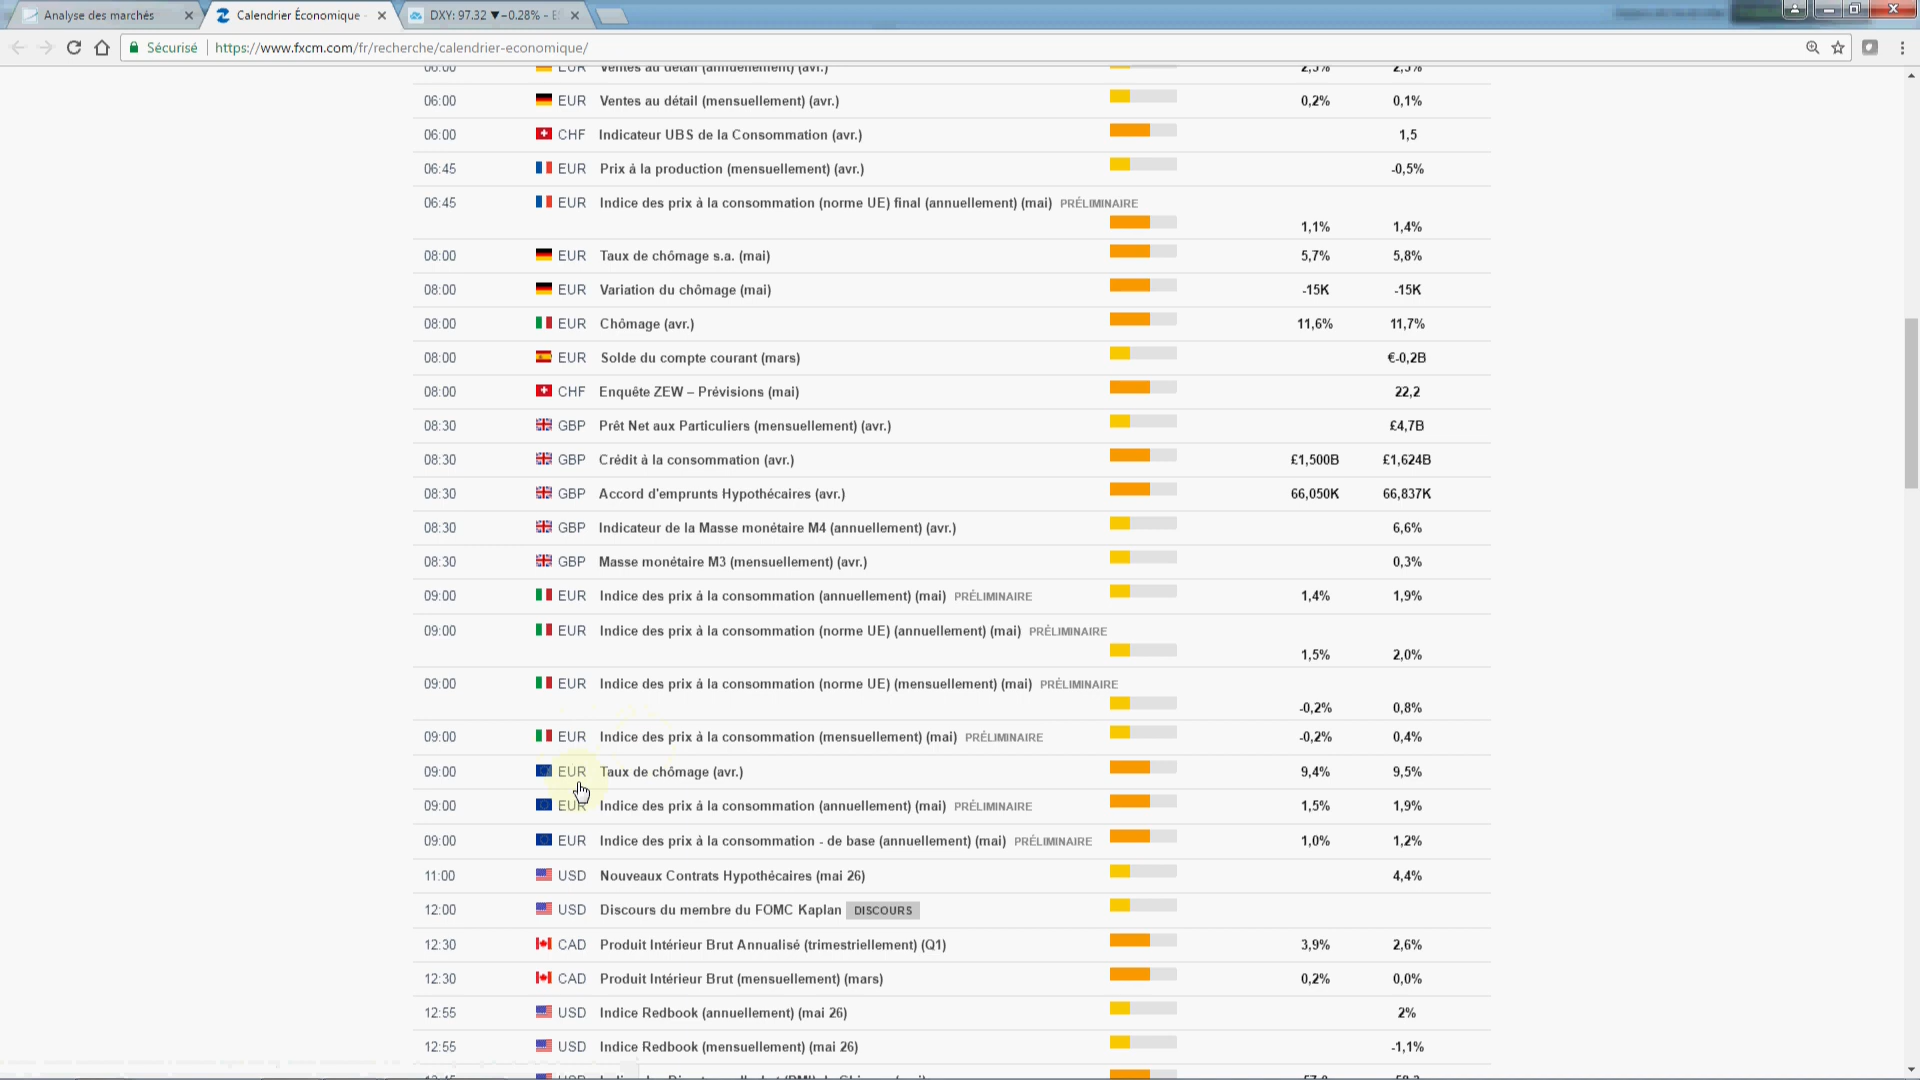 Analyse des marchés
Calendrier Économique -
DXY: 97.32 ▼−0.28% -
Sécurisé
https://www.fxcm.com/fr/recherche/calendrier-economique/
06:00 EUR Ventes au détail (annuellement) (avr.) 2,3% 2,3%
06:00 EUR Ventes au détail (mensuellement) (avr.) 0,2% 0,1%
06:00 CHF Indicateur UBS de la Consommation (avr.) 1,5
06:45 EUR Prix à la production (mensuellement) (avr.) -0,5%
06:45 EUR Indice des prix à la consommation (norme UE) final (annuellement) (mai) PRÉLIMINAIRE
1,1% 1,4%
08:00 EUR Taux de chômage s.a. (mai) 5,7% 5,8%
08:00 EUR Variation du chômage (mai) -15K -15K
08:00 EUR Chômage (avr.) 11,6% 11,7%
08:00 EUR Solde du compte courant (mars) €-0,2B
08:00 CHF Enquête ZEW – Prévisions (mai) 22,2
08:30 GBP Prêt Net aux Particuliers (mensuellement) (avr.) £4,7B
08:30 GBP Crédit à la consommation (avr.) £1,500B £1,624B
08:30 GBP Accord d'emprunts Hypothécaires (avr.) 66,050K 66,837K
08:30 GBP Indicateur de la Masse monétaire M4 (annuellement) (avr.) 6,6%
08:30 GBP Masse monétaire M3 (mensuellement) (avr.) 0,3%
09:00 EUR Indice des prix à la consommation (annuellement) (mai) PRÉLIMINAIRE 1,4% 1,9%
09:00 EUR Indice des prix à la consommation (norme UE) (annuellement) (mai) PRÉLIMINAIRE
1,5% 2,0%
09:00 EUR Indice des prix à la consommation (norme UE) (mensuellement) (mai) PRÉLIMINAIRE
-0,2% 0,8%
09:00 EUR Indice des prix à la consommation (mensuellement) (mai) PRÉLIMINAIRE -0,2% 0,4%
09:00 EUR Taux de chômage (avr.) 9,4% 9,5%
09:00 EUR Indice des prix à la consommation (annuellement) (mai) PRÉLIMINAIRE 1,5% 1,9%
09:00 EUR Indice des prix à la consommation - de base (annuellement) (mai) PRÉLIMINAIRE 1,0% 1,2%
11:00 USD Nouveaux Contrats Hypothécaires (mai 26) 4,4%
12:00 USD Discours du membre du FOMC Kaplan DISCOURS
12:30 CAD Produit Intérieur Brut Annualisé (trimestriellement) (Q1) 3,9% 2,6%
12:30 CAD Produit Intérieur Brut (mensuellement) (mars) 0,2% 0,0%
12:55 USD Indice Redbook (annuellement) (mai 26) 2%
12:55 USD Indice Redbook (mensuellement) (mai 26) -1,1%